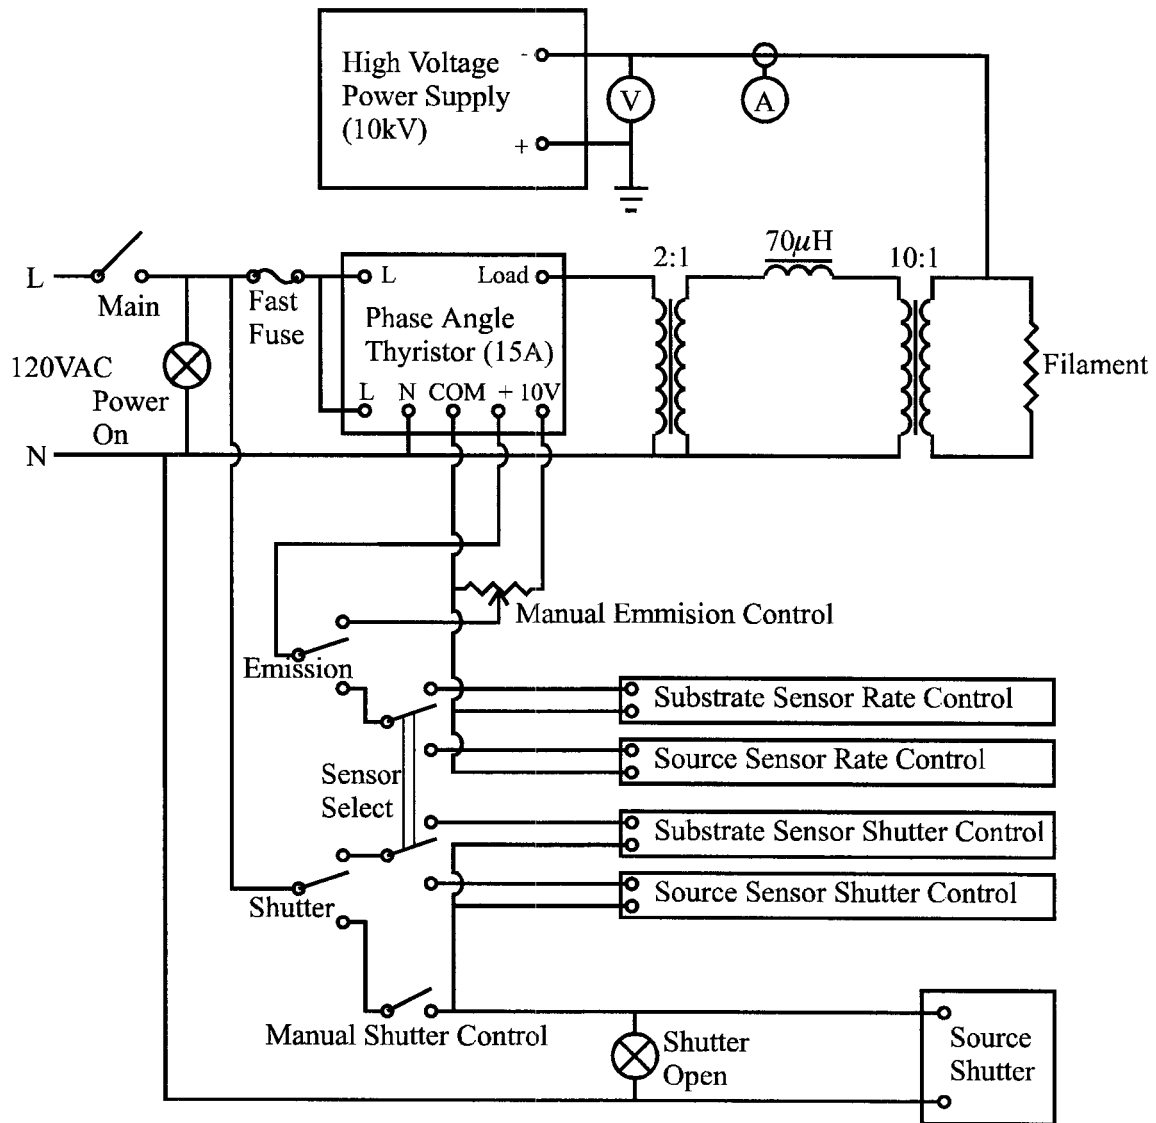 High Voltage
Power Supply
(10kV)
-
+
V
A
L
Main
Fast
Fuse
L
Load
Phase Angle
Thyristor (15A)
L N COM + 10V
2:1
70μH
10:1
Filament
120VAC
Power
On
N
Manual Emmision Control
Emission
Substrate Sensor Rate Control
Source Sensor Rate Control
Sensor
Select
Substrate Sensor Shutter Control
Source Sensor Shutter Control
Shutter
Manual Shutter Control
Shutter
Open
Source
Shutter